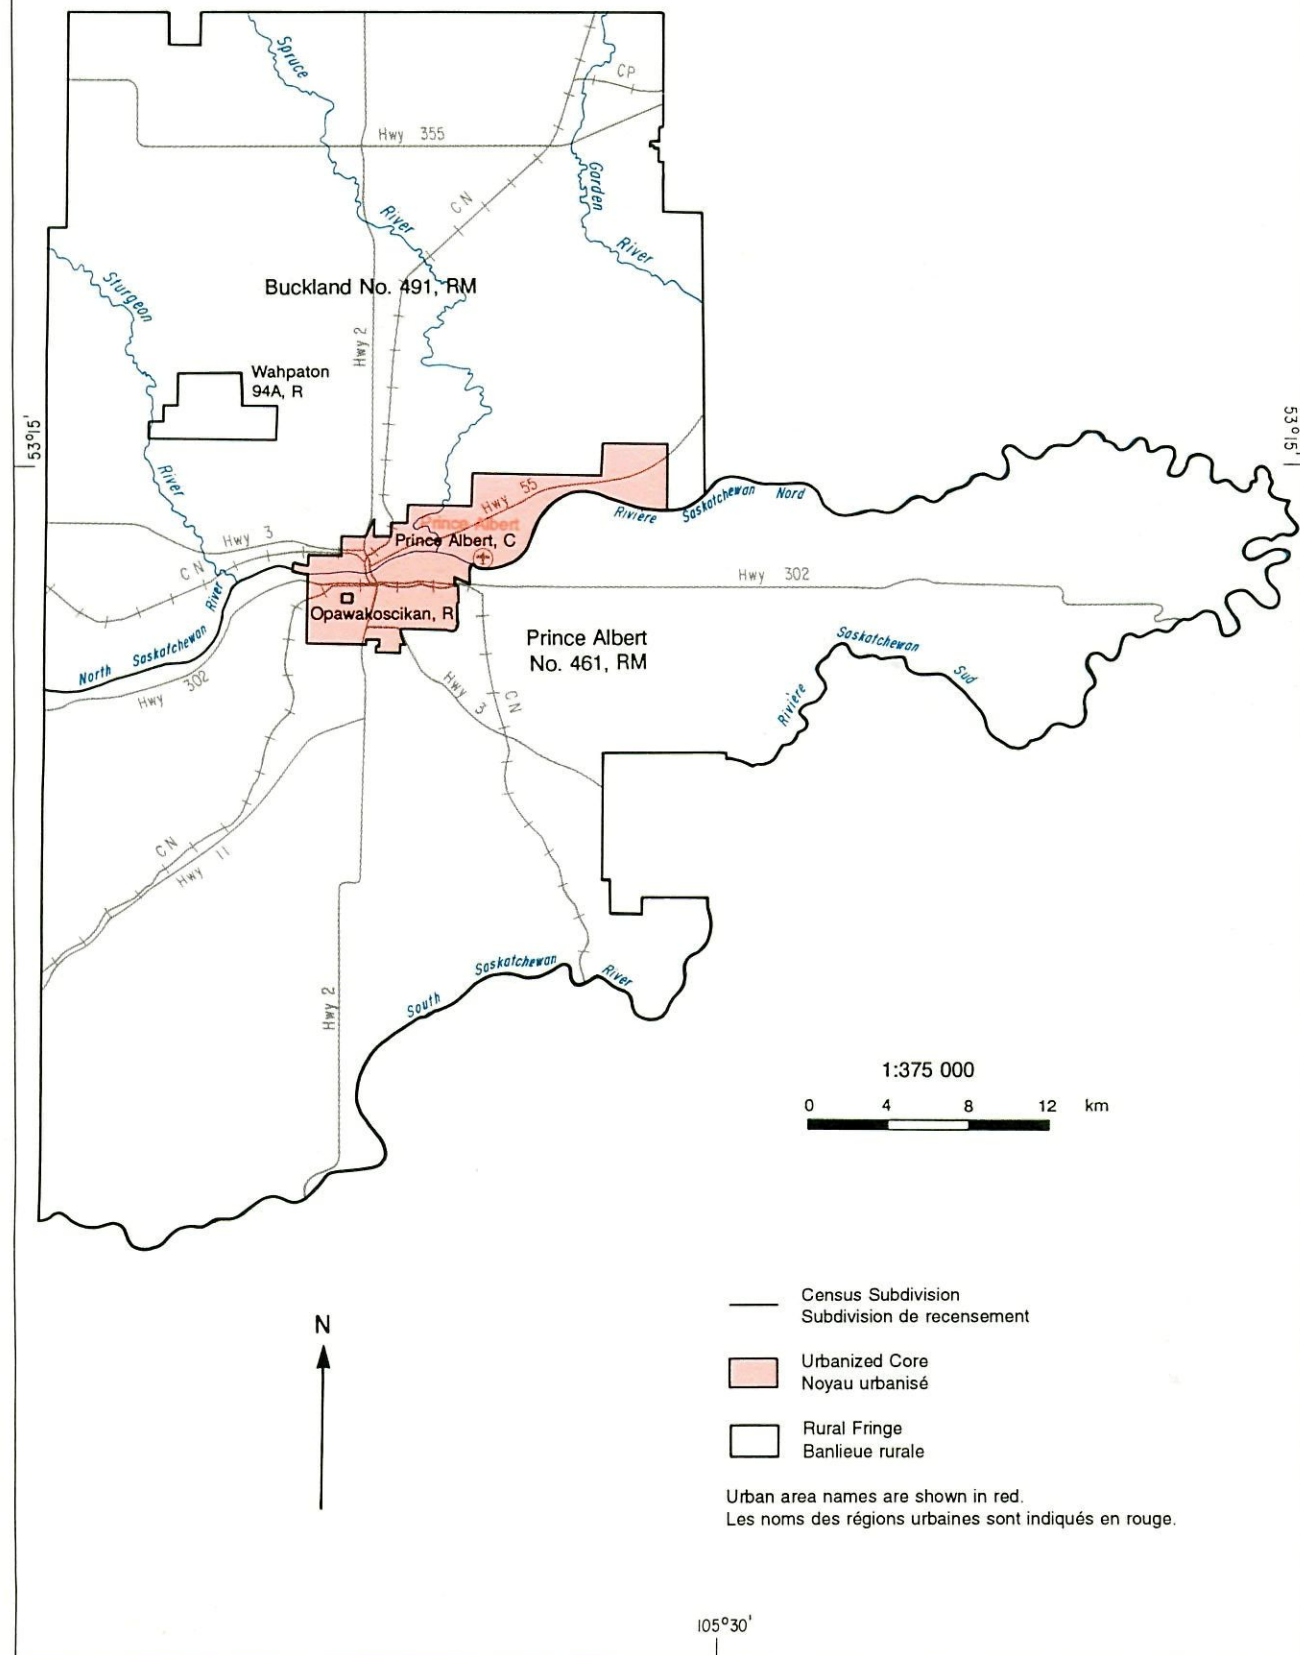 Spruce
CP
Hwy 355
Garden
CN
River
River
Sturgeon
Buckland No. 491, RM
Hwy 2
Wahpaton
94A, R
53°15'
53°15'
River
Hwy 55
Rivière Saskatchewan Nord
Prince Albert
Prince Albert, C
Hwy 3
CN
Hwy 302
River
Opawakoscikan, R
Prince Albert
No. 461, RM
North Saskatchewan
Hwy 302
Rivière Saskatchewan Sud
Hwy 3
CN
CN
Hwy 11
South Saskatchewan River
Hwy 2
1:375 000
0 4 8 12 km
N
Census Subdivision
Subdivision de recensement
Urbanized Core
Noyau urbanisé
Rural Fringe
Banlieue rurale
Urban area names are shown in red.
Les noms des régions urbaines sont indiqués en rouge.
105°30'